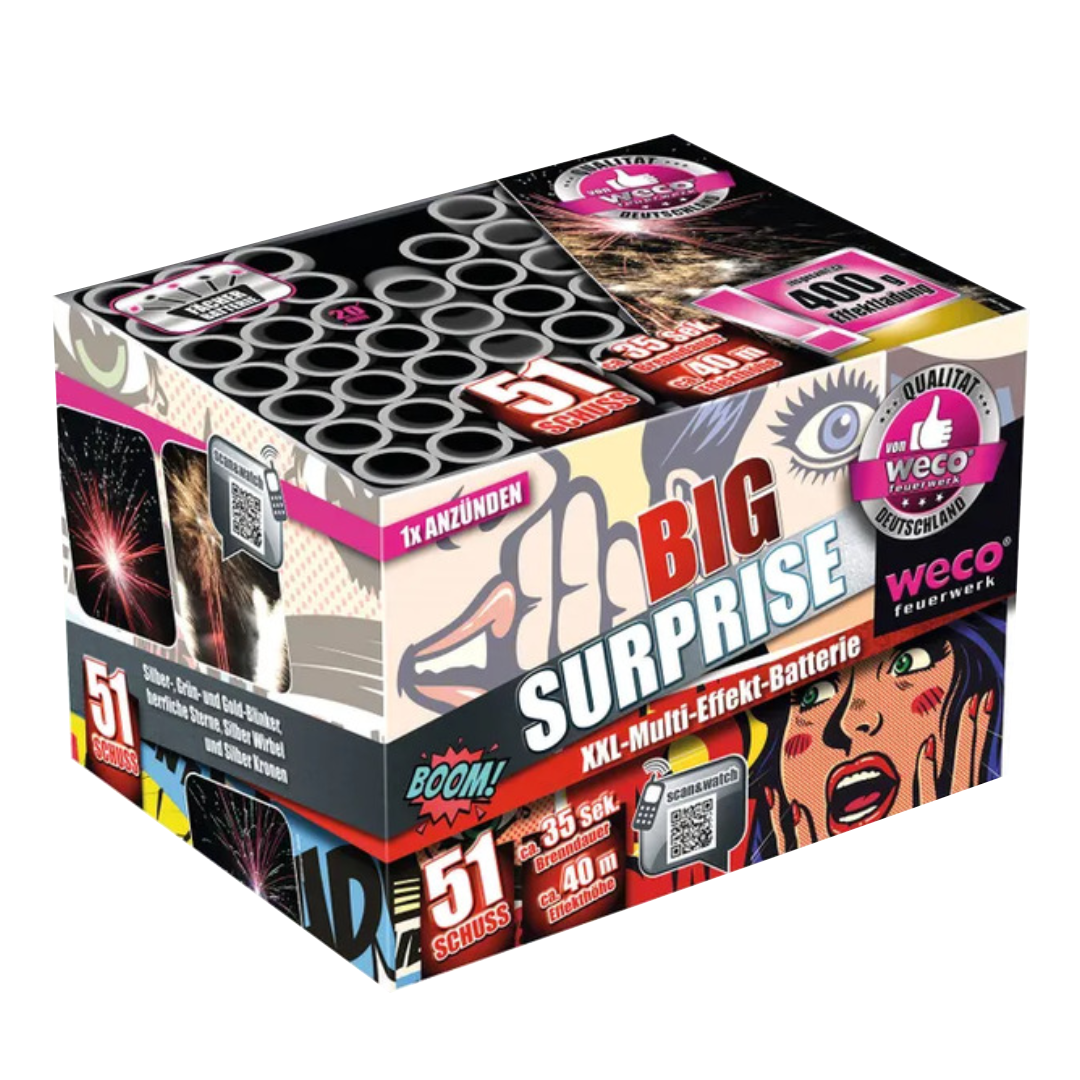 QUALITÄT
von
weco
feuerwerk
DEUTSCHLAND
FÄCHER
BATTERIE
20
400 g
Effektladung
51
SCHUSS
ca. 35 Sek.
Brenndauer
ca. 40 m
Effekthöhe
scan&watch
51
SCHUSS
Silber-, Grün- und Gold-Blinker,
herrliche Sterne, Silber Wirbel
und Silber Kronen
1x ANZÜNDEN
BIG
SURPRISE
XXL-Multi-Effekt-Batterie
QUALITÄT
von
weco®
feuerwerk
DEUTSCHLAND
weco®
feuerwerk
BOOM!
51
SCHUSS
ca. 35 Sek.
Brenndauer
ca. 40 m
Effekthöhe
scan&watch